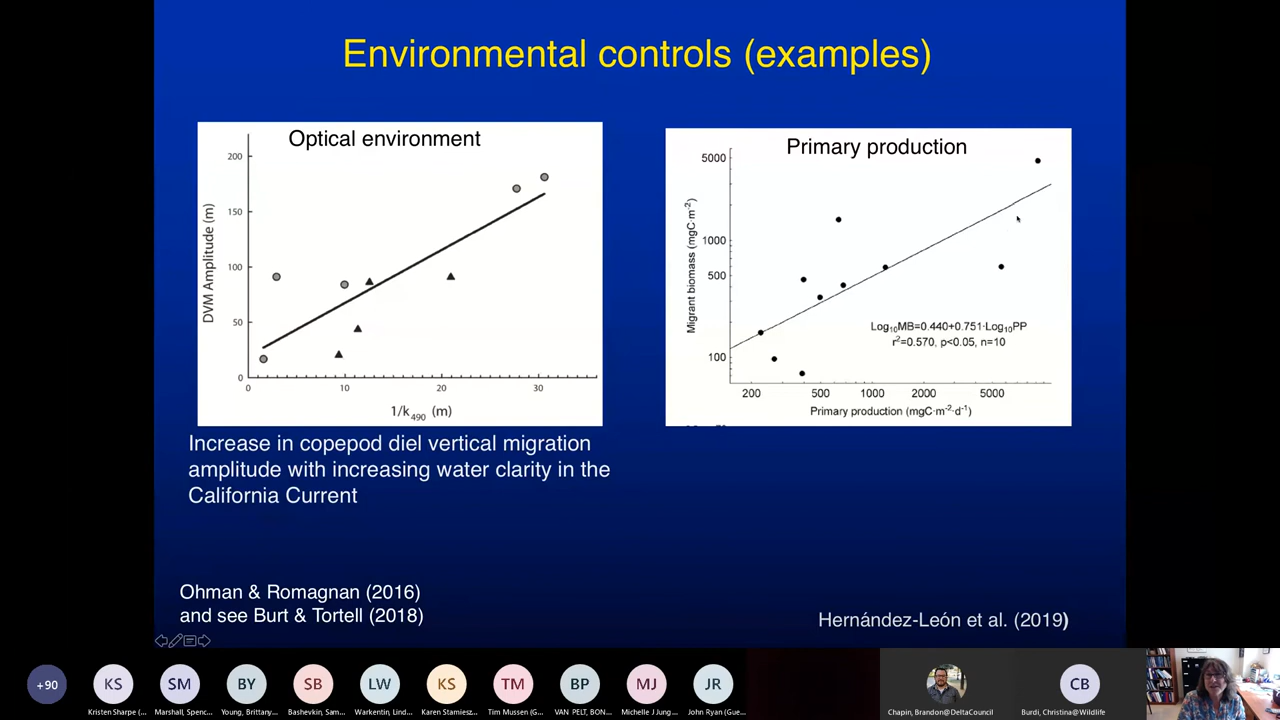 Environmental controls (examples)
Optical environment
200
150
100
50
0
DVM Amplitude (m)
0 10 20 30
1/k490 (m)
Primary production
5000
1000
500
100
Migrant biomass (mgC·m-2)
Log10MB=0.440+0.751·Log10PP
r2=0.570, p<0.05, n=10
200 500 1000 2000 5000
Primary production (mgC·m-2·d-1)
Increase in copepod diel vertical migration
amplitude with increasing water clarity in the
California Current
Ohman & Romagnan (2016)
and see Burt & Tortell (2018)
Hernández-León et al. (2019)
+90 KS SM BY SB LW KS TM BP MJ JR CB
Kristen Sharpe (... Marshall, Spenc... Young, Brittany... Bashevkin, Sam... Warkentin, Lind... Karen Stamiesz... Tim Mussen (G... VAN PELT, BON... Michelle J Jung... John Ryan (Gue... Chapin, Brandon@DeltaCouncil Burdi, Christina@Wildlife